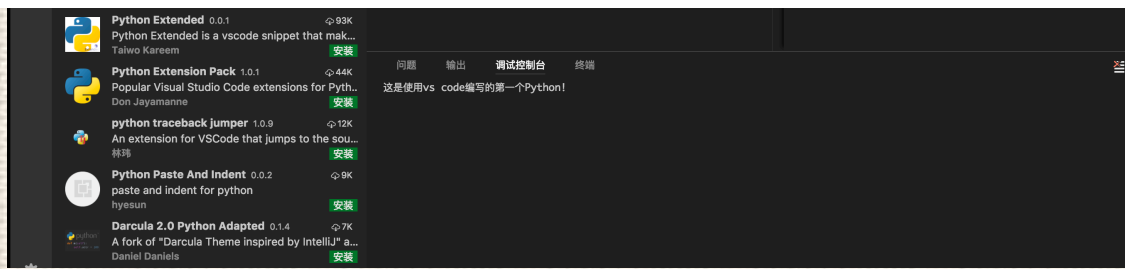 Python Extended 0.0.1 93K
Python Extended is a vscode snippet that mak...
Taiwo Kareem 安装
Python Extension Pack 1.0.1 44K
Popular Visual Studio Code extensions for Pyth..
Don Jayamanne 安装
python traceback jumper 1.0.9 12K
An extension for VSCode that jumps to the sou...
林玮 安装
Python Paste And Indent 0.0.2 9K
paste and indent for python
hyesun 安装
Darcula 2.0 Python Adapted 0.1.4 7K
A fork of "Darcula Theme inspired by IntelliJ" a...
Daniel Daniels 安装
问题 输出 调试控制台 终端
这是使用vs code编写的第一个Python!